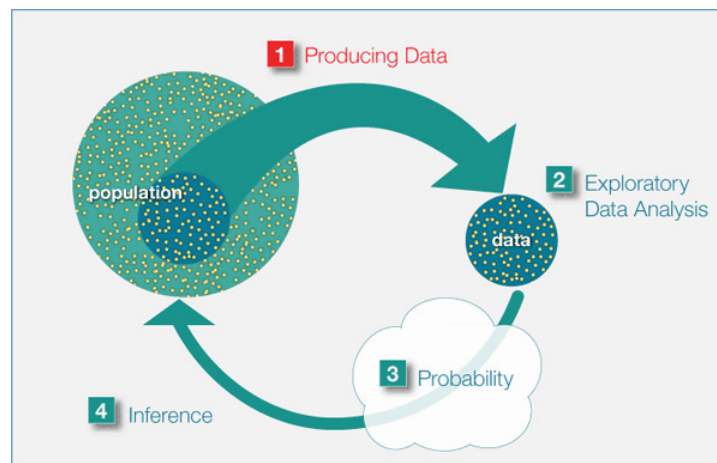 1 Producing Data
population
2 Exploratory
Data Analysis
data
3 Probability
4 Inference